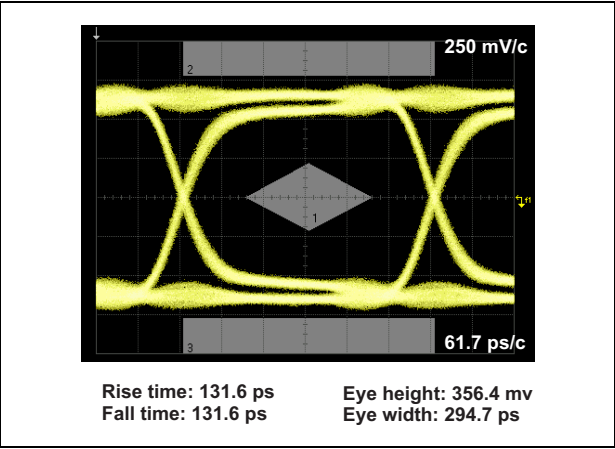 250 mV/c
2
1
f1
3
61.7 ps/c
Rise time: 131.6 ps
Fall time: 131.6 ps
Eye height: 356.4 mv
Eye width: 294.7 ps